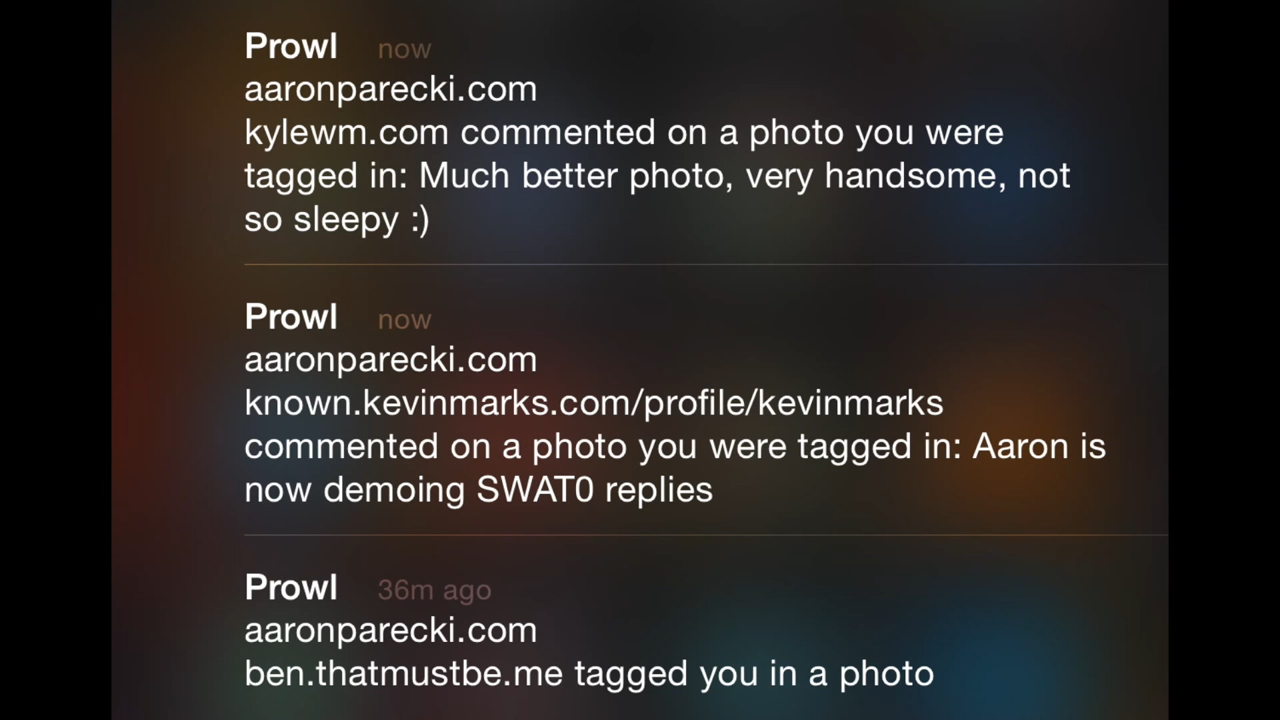 Prowl now
aaronparecki.com
kylewm.com commented on a photo you were
tagged in: Much better photo, very handsome, not
so sleepy :)
Prowl now
aaronparecki.com
known.kevinmarks.com/profile/kevinmarks
commented on a photo you were tagged in: Aaron is
now demoing SWAT0 replies
Prowl 36m ago
aaronparecki.com
ben.thatmustbe.me tagged you in a photo